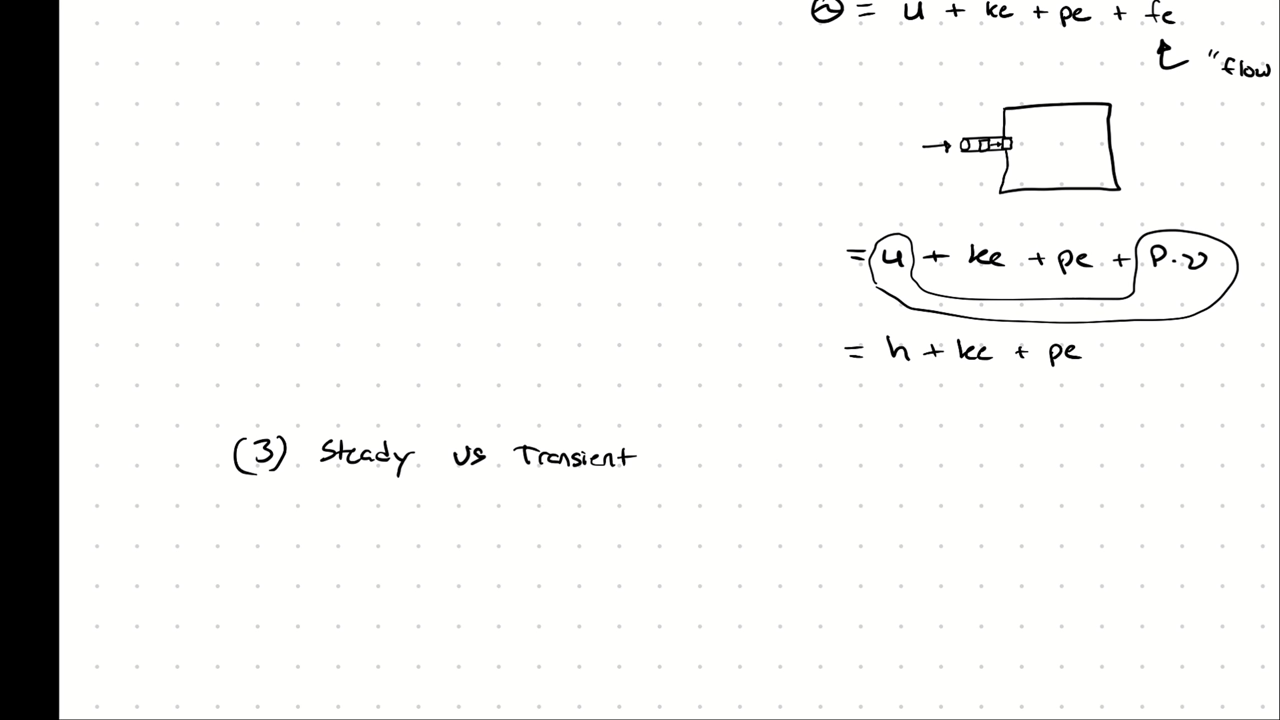 Θ = u + ke + pe + fe
"flow
= u + ke + pe + P.v
= h + ke + pe
(3) Steady vs Transient